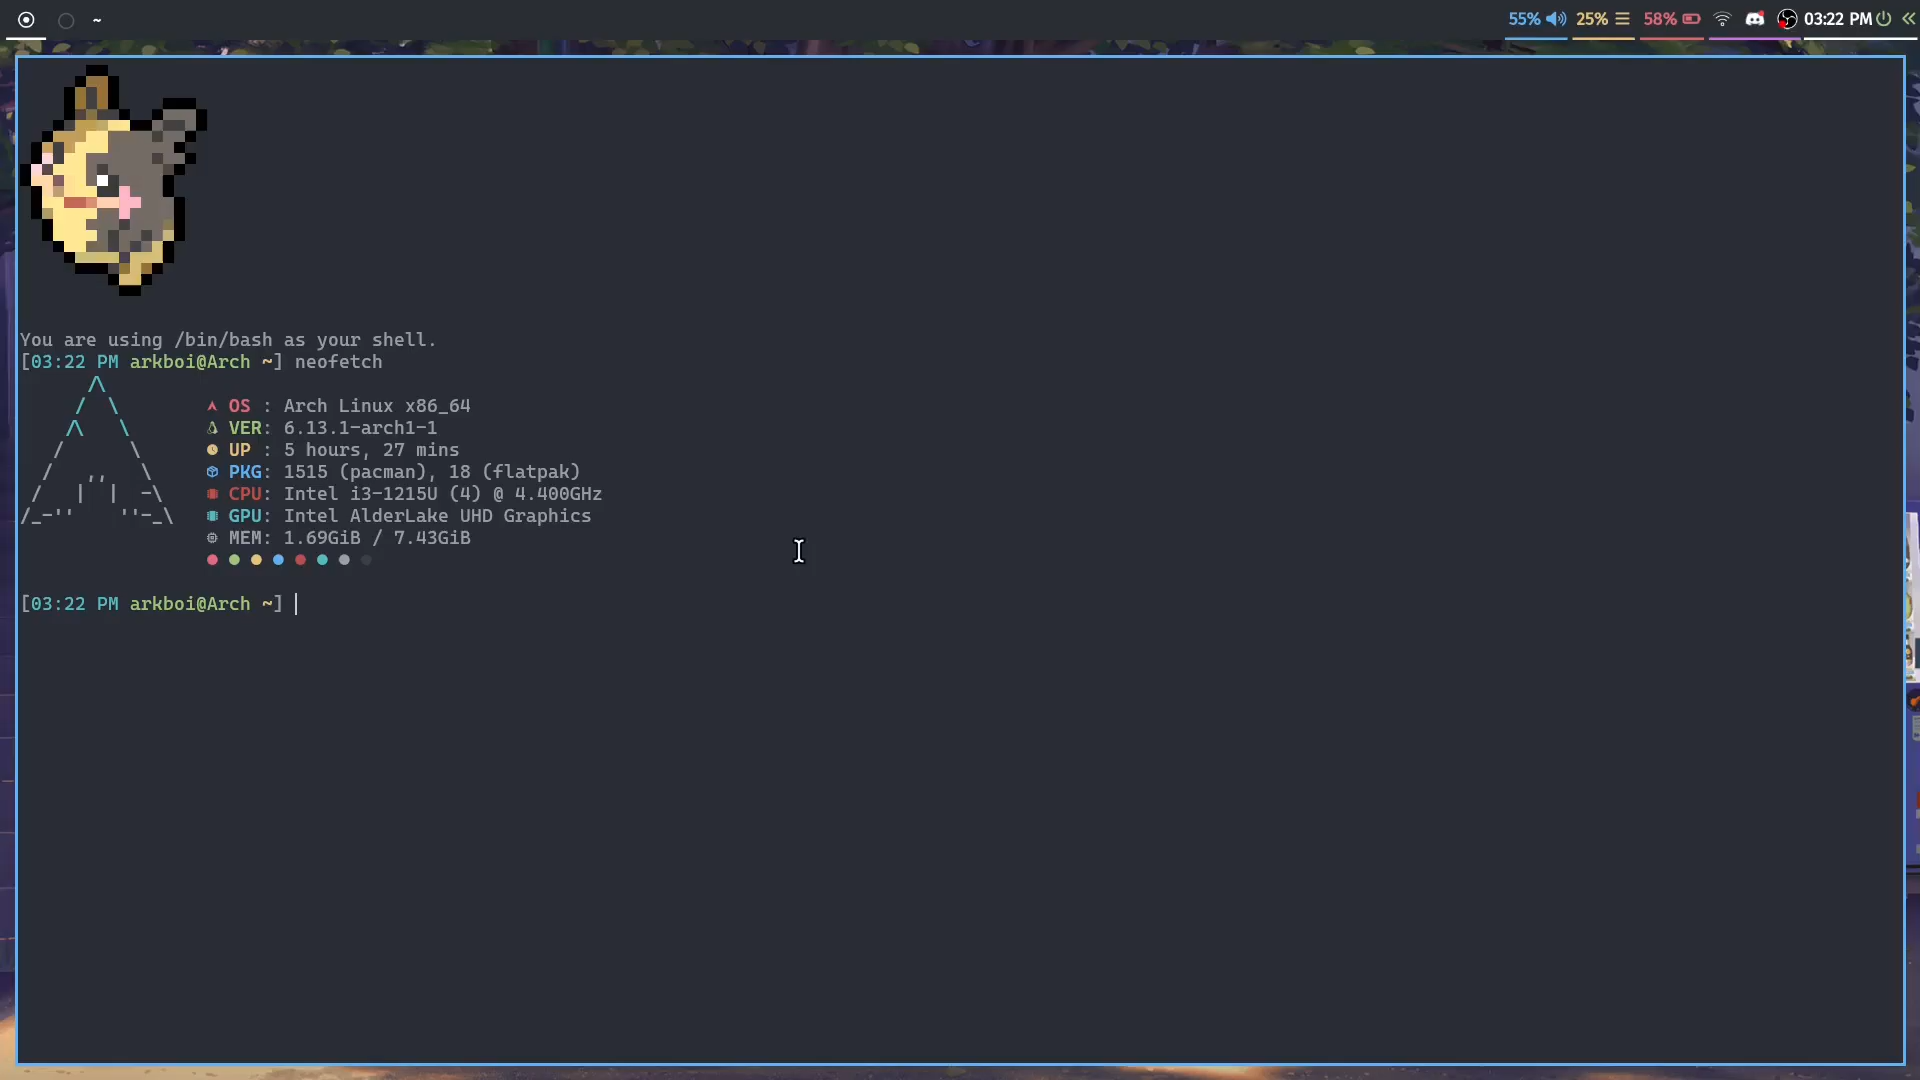 ~ 55% 25% 58% 03:22 PM
You are using /bin/bash as your shell.
[03:22 PM arkboi@Arch ~] neofetch
OS : Arch Linux x86_64
VER: 6.13.1-arch1-1
UP : 5 hours, 27 mins
PKG: 1515 (pacman), 18 (flatpak)
CPU: Intel i3-1215U (4) @ 4.400GHz
GPU: Intel AlderLake UHD Graphics
MEM: 1.69GiB / 7.43GiB
[03:22 PM arkboi@Arch ~]